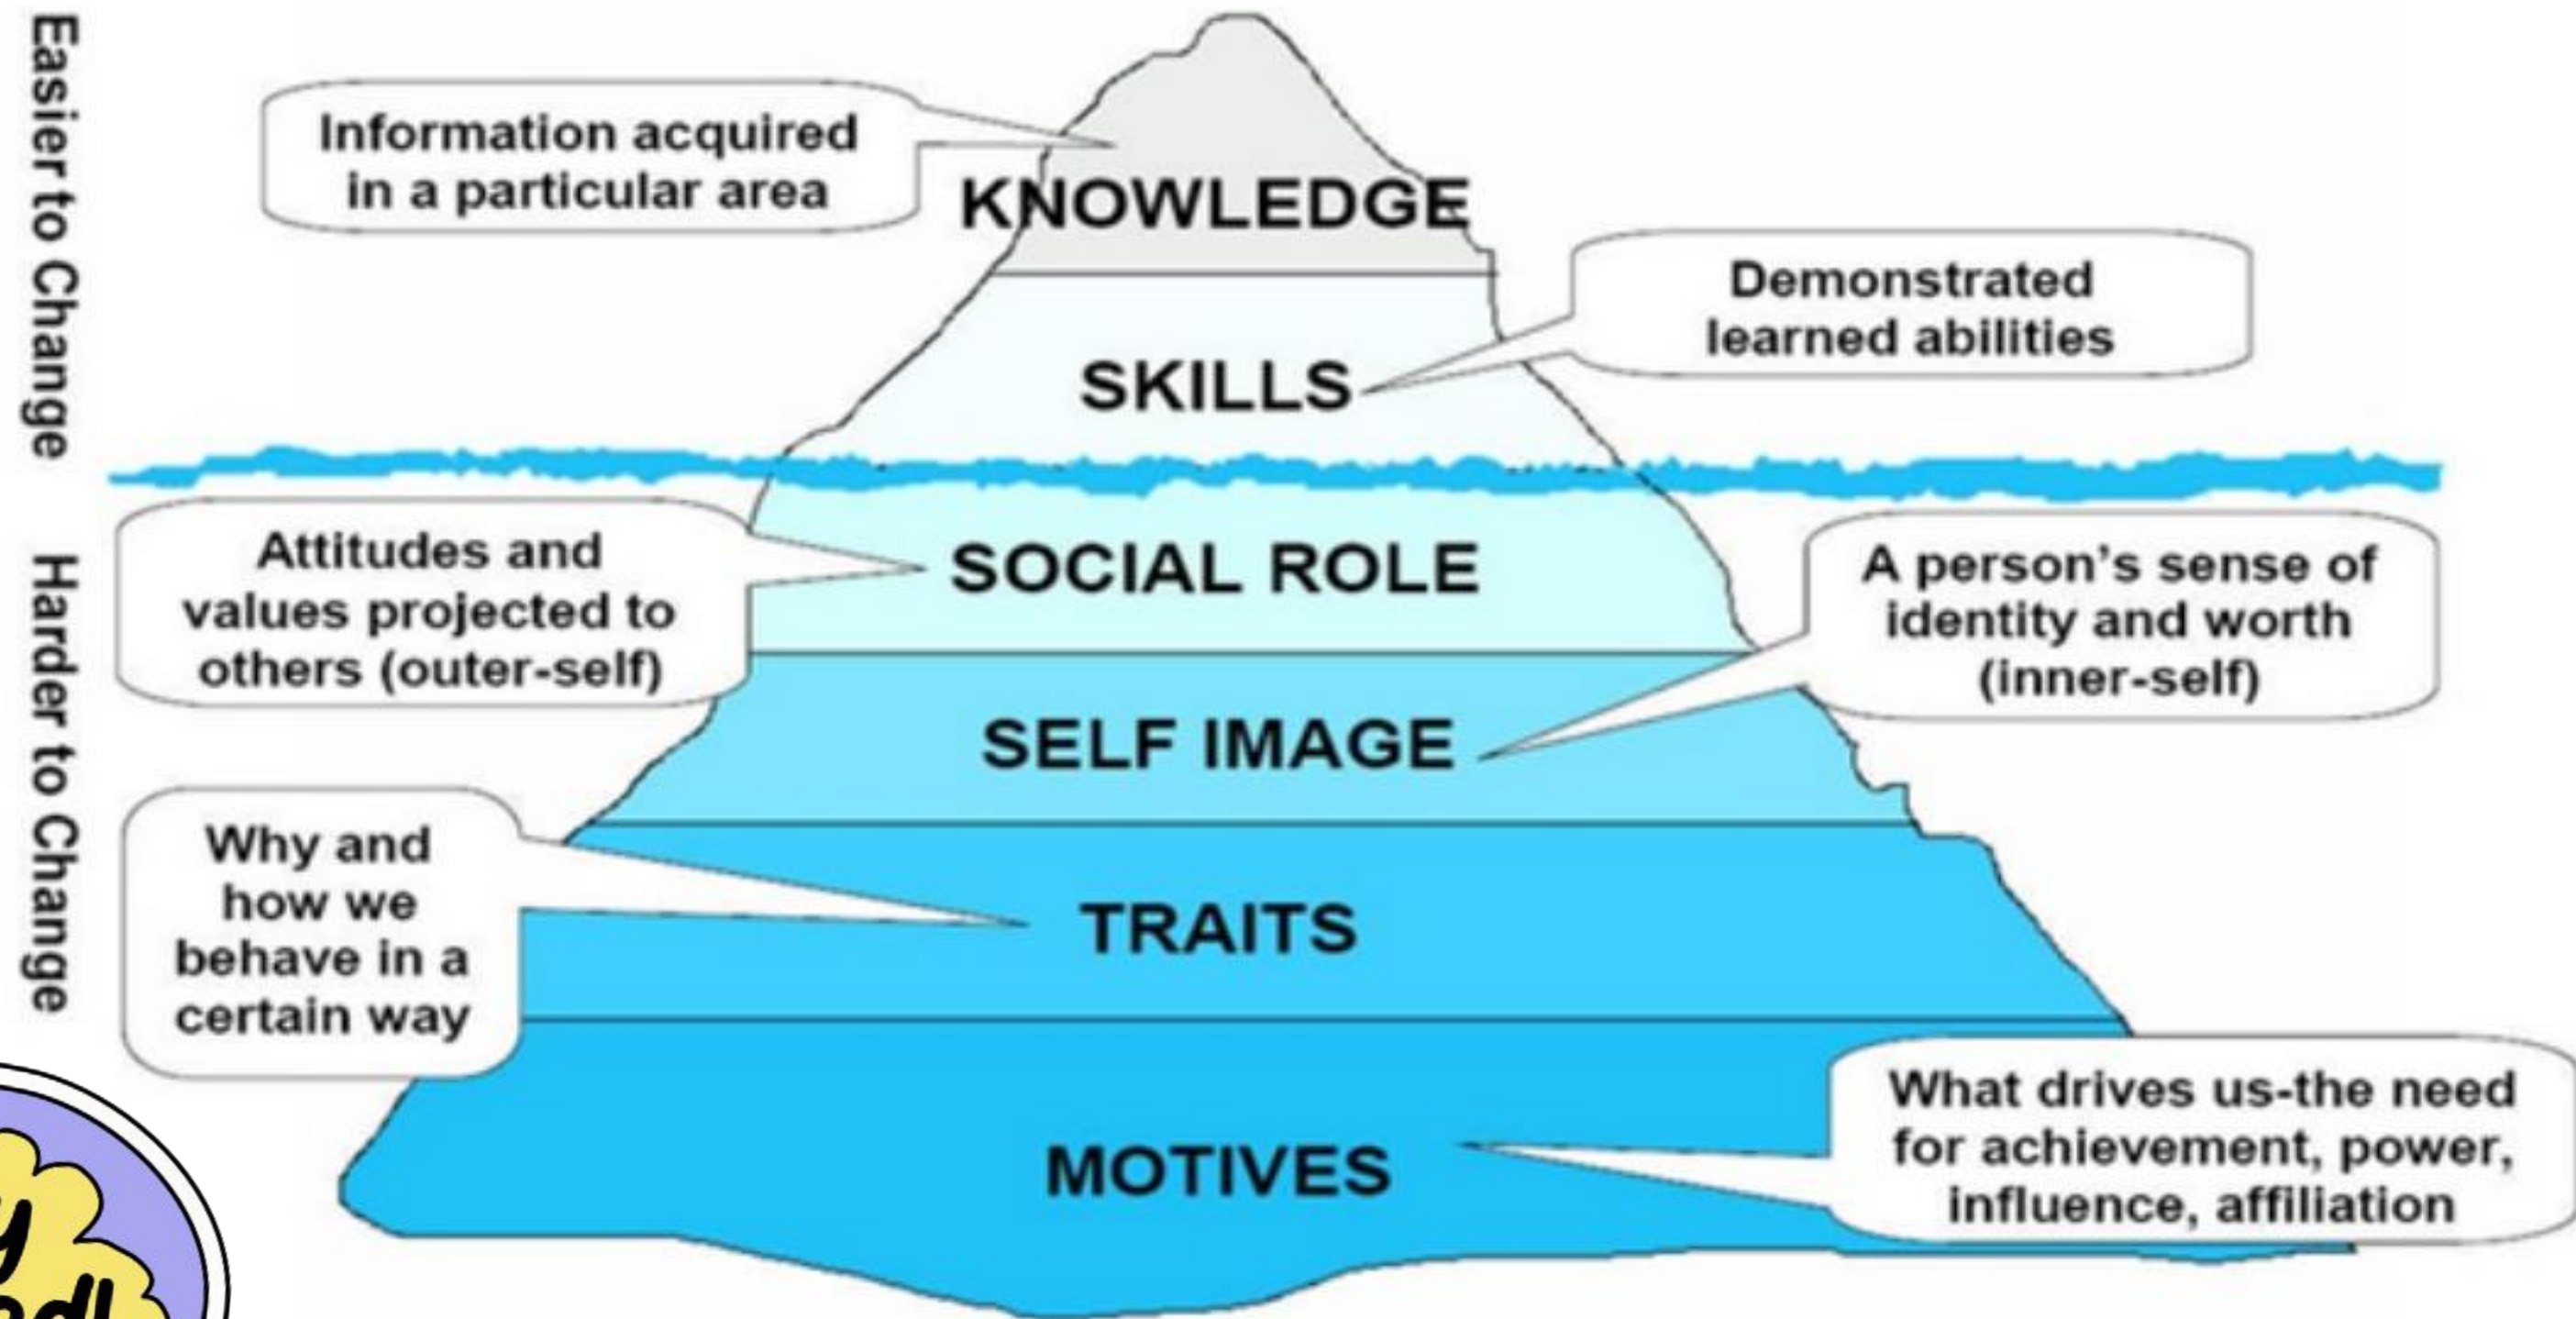 Easier to Change
Information acquired
in a particular area
KNOWLEDGE
Demonstrated
learned abilities
SKILLS
Harder to Change
Attitudes and
values projected to
others (outer-self)
SOCIAL ROLE
A person's sense of
identity and worth
(inner-self)
SELF IMAGE
Why and
how we
behave in a
certain way
TRAITS
What drives us-the need
for achievement, power,
influence, affiliation
MOTIVES